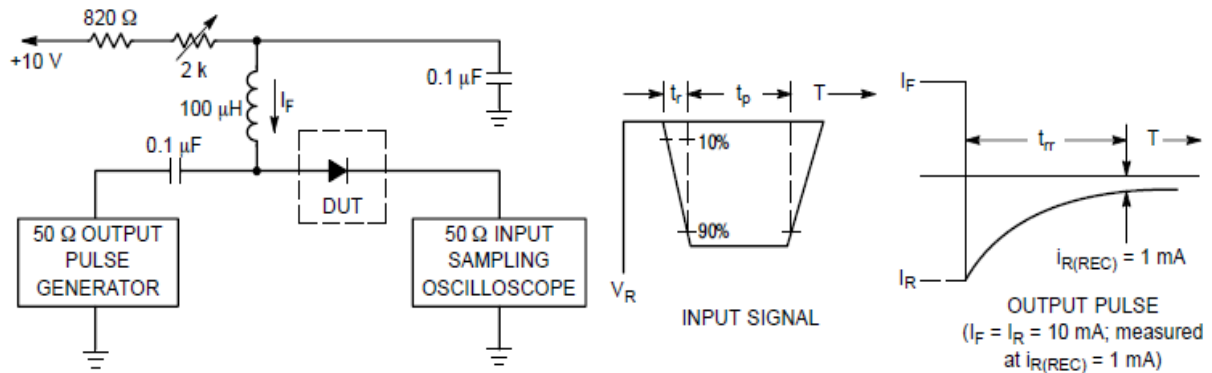 820 Ω
+10 V
2 k
100 μH
I_F
0.1 μF
0.1 μF
DUT
50 Ω OUTPUT
PULSE
GENERATOR
50 Ω INPUT
SAMPLING
OSCILLOSCOPE
t_r
t_p
T
10%
90%
V_R
INPUT SIGNAL
I_F
t_rr
T
I_R
i_R(REC) = 1 mA
OUTPUT PULSE
(I_F = I_R = 10 mA; measured
at i_R(REC) = 1 mA)